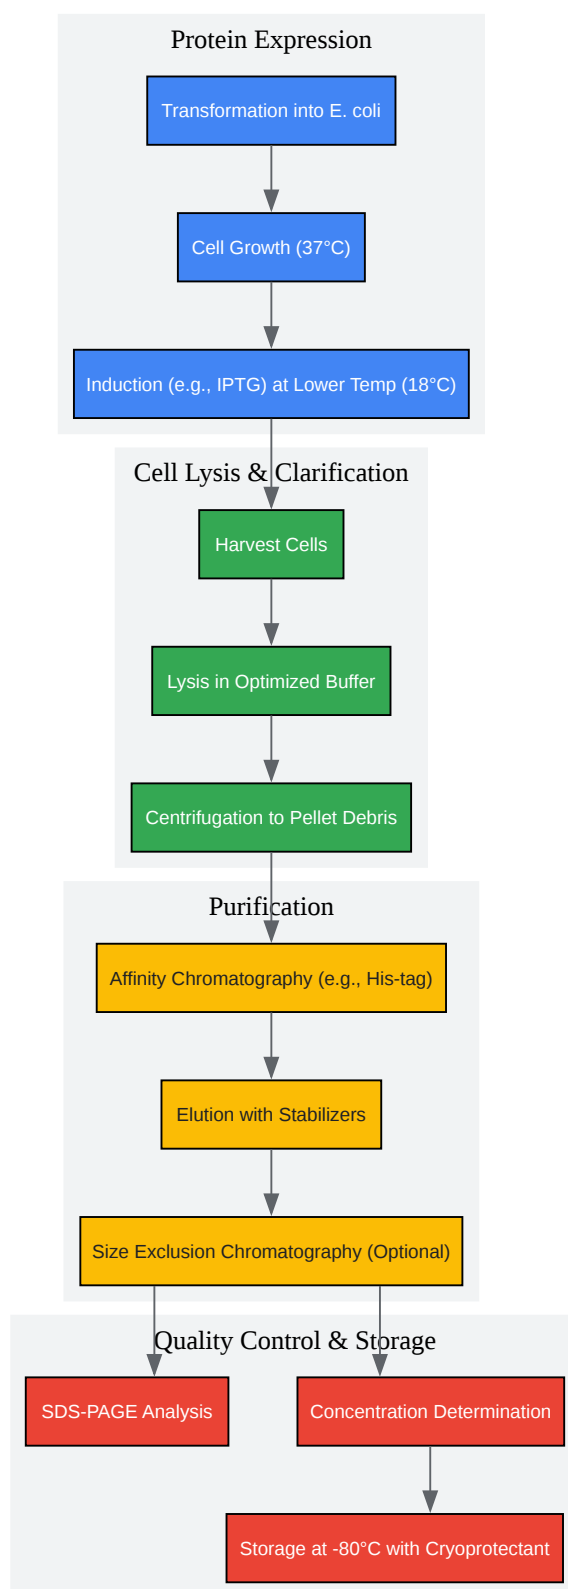 Protein Expression
Transformation into E. coli
Cell Growth (37°C)
Induction (e.g., IPTG) at Lower Temp (18°C)
Cell Lysis & Clarification
Harvest Cells
Lysis in Optimized Buffer
Centrifugation to Pellet Debris
Purification
Affinity Chromatography (e.g., His-tag)
Elution with Stabilizers
Size Exclusion Chromatography (Optional)
Quality Control & Storage
SDS-PAGE Analysis
Concentration Determination
Storage at -80°C with Cryoprotectant